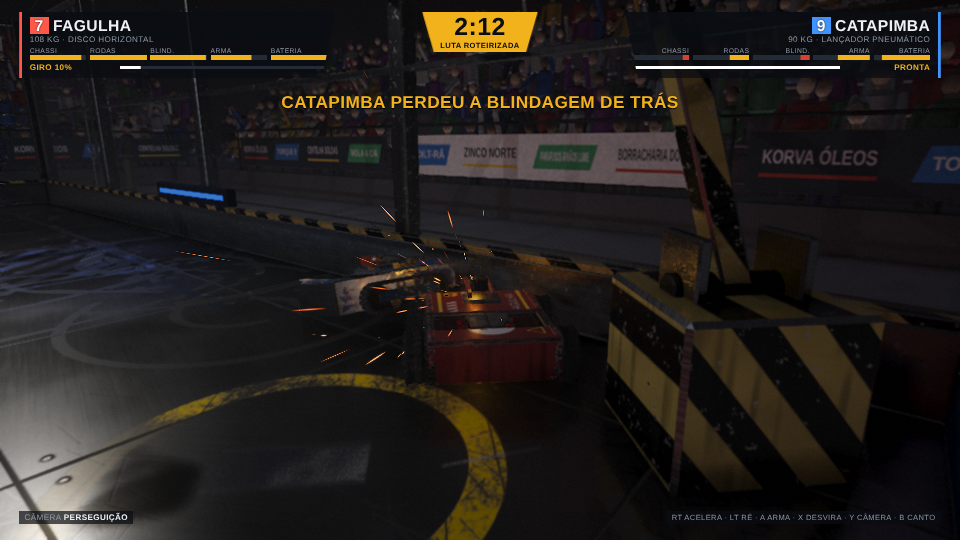 7 FAGULHA
108 KG · DISCO HORIZONTAL
CHASSI RODAS BLIND. ARMA BATERIA
GIRO 10%
2:12
LUTA ROTEIRIZADA
9 CATAPIMBA
90 KG · LANÇADOR PNEUMÁTICO
CHASSI RODAS BLIND. ARMA BATERIA
PRONTA
CATAPIMBA PERDEU A BLINDAGEM DE TRÁS
ZINCO NORTE
BORRACHARIA DO
KORVA ÓLEOS
TO
CÂMERA PERSEGUIÇÃO
RT ACELERA · LT RÉ · A ARMA · X DESVIRA · Y CÂMERA · B CANTO